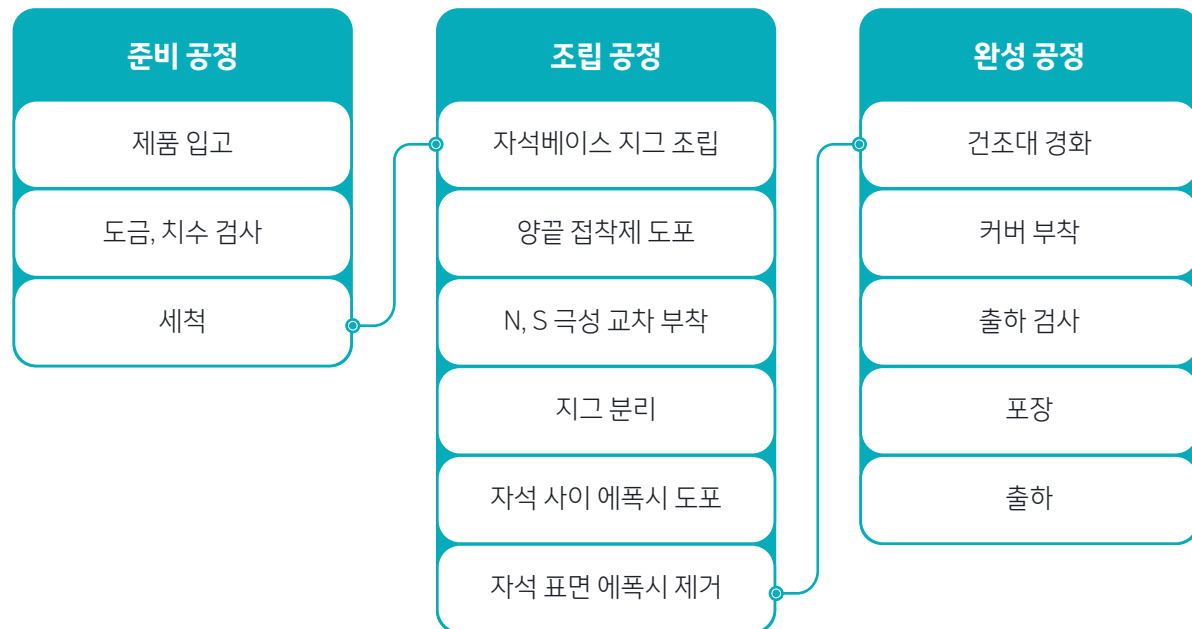 준비 공정
제품 입고
도금, 치수 검사
세척
조립 공정
자석베이스 지그 조립
양끝 접착제 도포
N, S 극성 교차 부착
지그 분리
자석 사이 에폭시 도포
자석 표면 에폭시 제거
완성 공정
건조대 경화
커버 부착
출하 검사
포장
출하